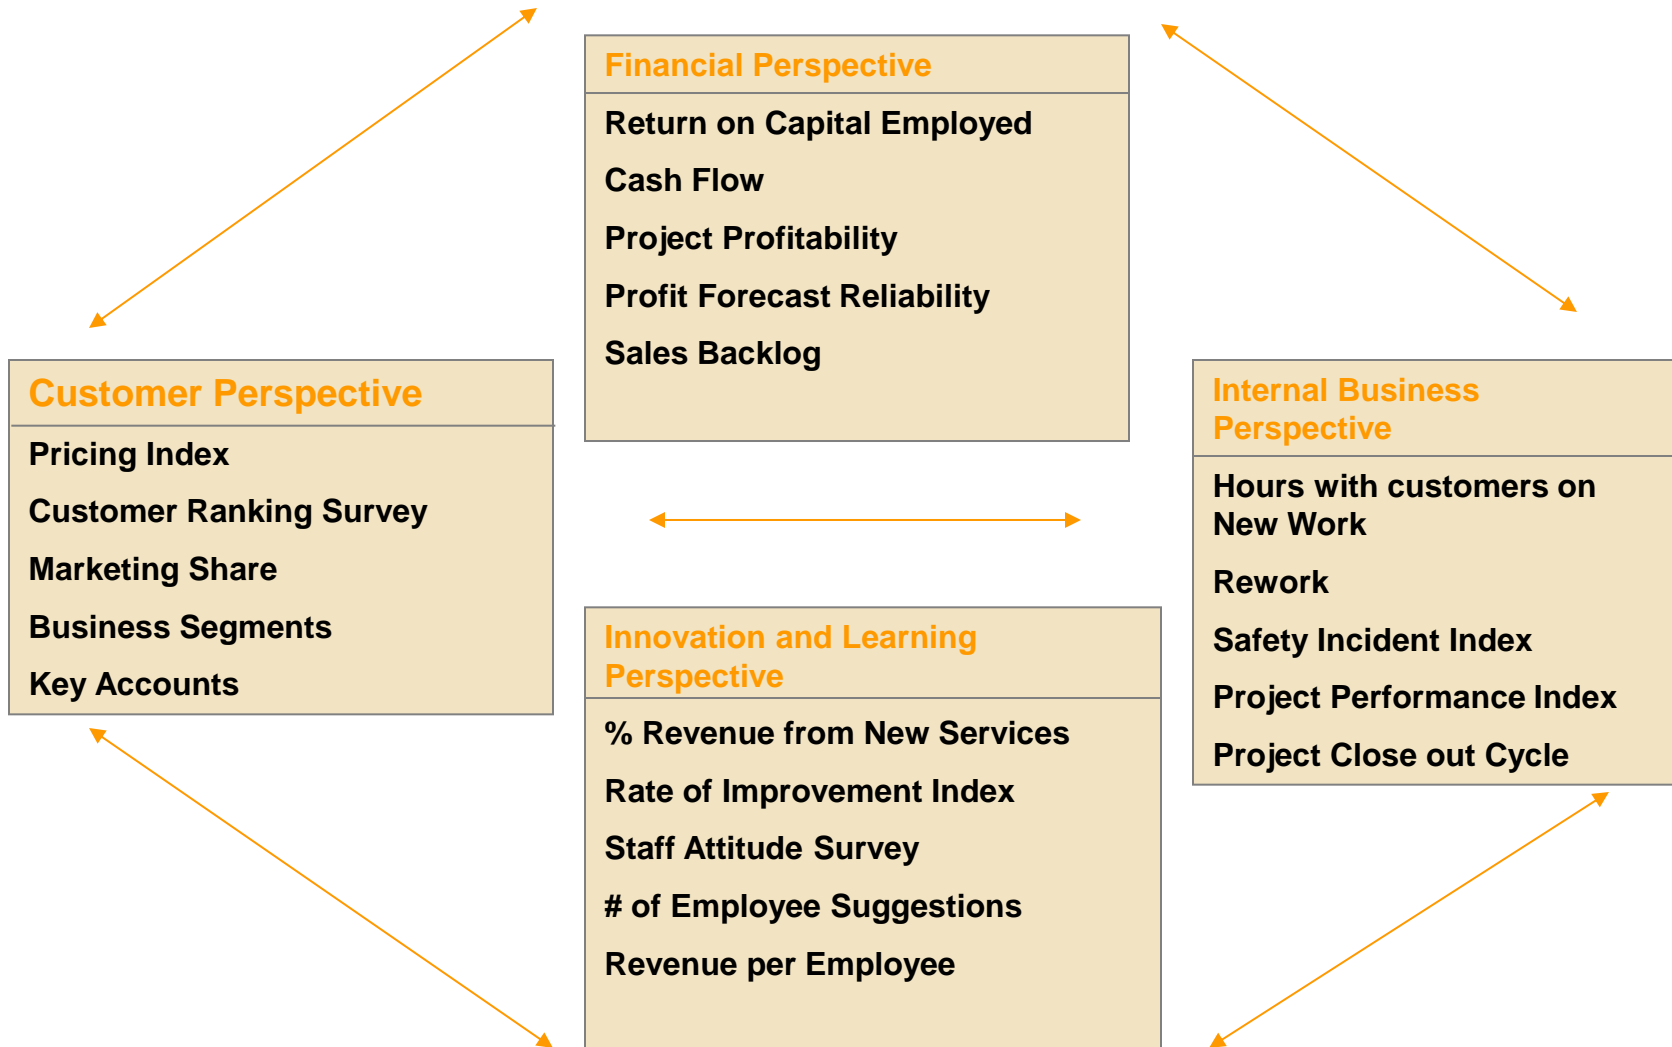 Financial Perspective
Return on Capital Employed
Cash Flow
Project Profitability
Profit Forecast Reliability
Sales Backlog
Customer Perspective
Pricing Index
Customer Ranking Survey
Marketing Share
Business Segments
Key Accounts
Internal Business
Perspective
Hours with customers on
New Work
Rework
Safety Incident Index
Project Performance Index
Project Close out Cycle
Innovation and Learning
Perspective
% Revenue from New Services
Rate of Improvement Index
Staff Attitude Survey
# of Employee Suggestions
Revenue per Employee